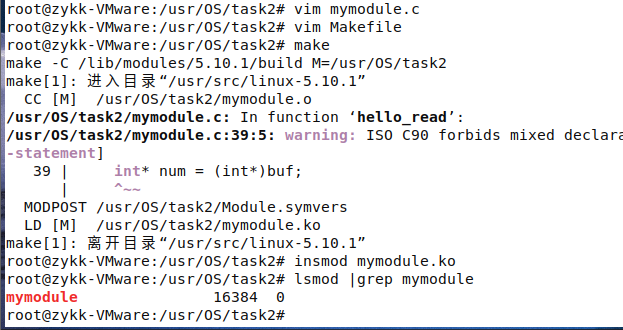 root@zykk-VMware:/usr/OS/task2# vim mymodule.c
root@zykk-VMware:/usr/OS/task2# vim Makefile
root@zykk-VMware:/usr/OS/task2# make
make -C /lib/modules/5.10.1/build M=/usr/OS/task2
make[1]: 进入目录“/usr/src/linux-5.10.1”
  CC [M]  /usr/OS/task2/mymodule.o
/usr/OS/task2/mymodule.c: In function ‘hello_read’:
/usr/OS/task2/mymodule.c:39:5: warning: ISO C90 forbids mixed declara
-statement]
   39 |     int* num = (int*)buf;
      |     ^~~
  MODPOST /usr/OS/task2/Module.symvers
  LD [M]  /usr/OS/task2/mymodule.ko
make[1]: 离开目录“/usr/src/linux-5.10.1”
root@zykk-VMware:/usr/OS/task2# insmod mymodule.ko
root@zykk-VMware:/usr/OS/task2# lsmod |grep mymodule
mymodule               16384  0
root@zykk-VMware:/usr/OS/task2#